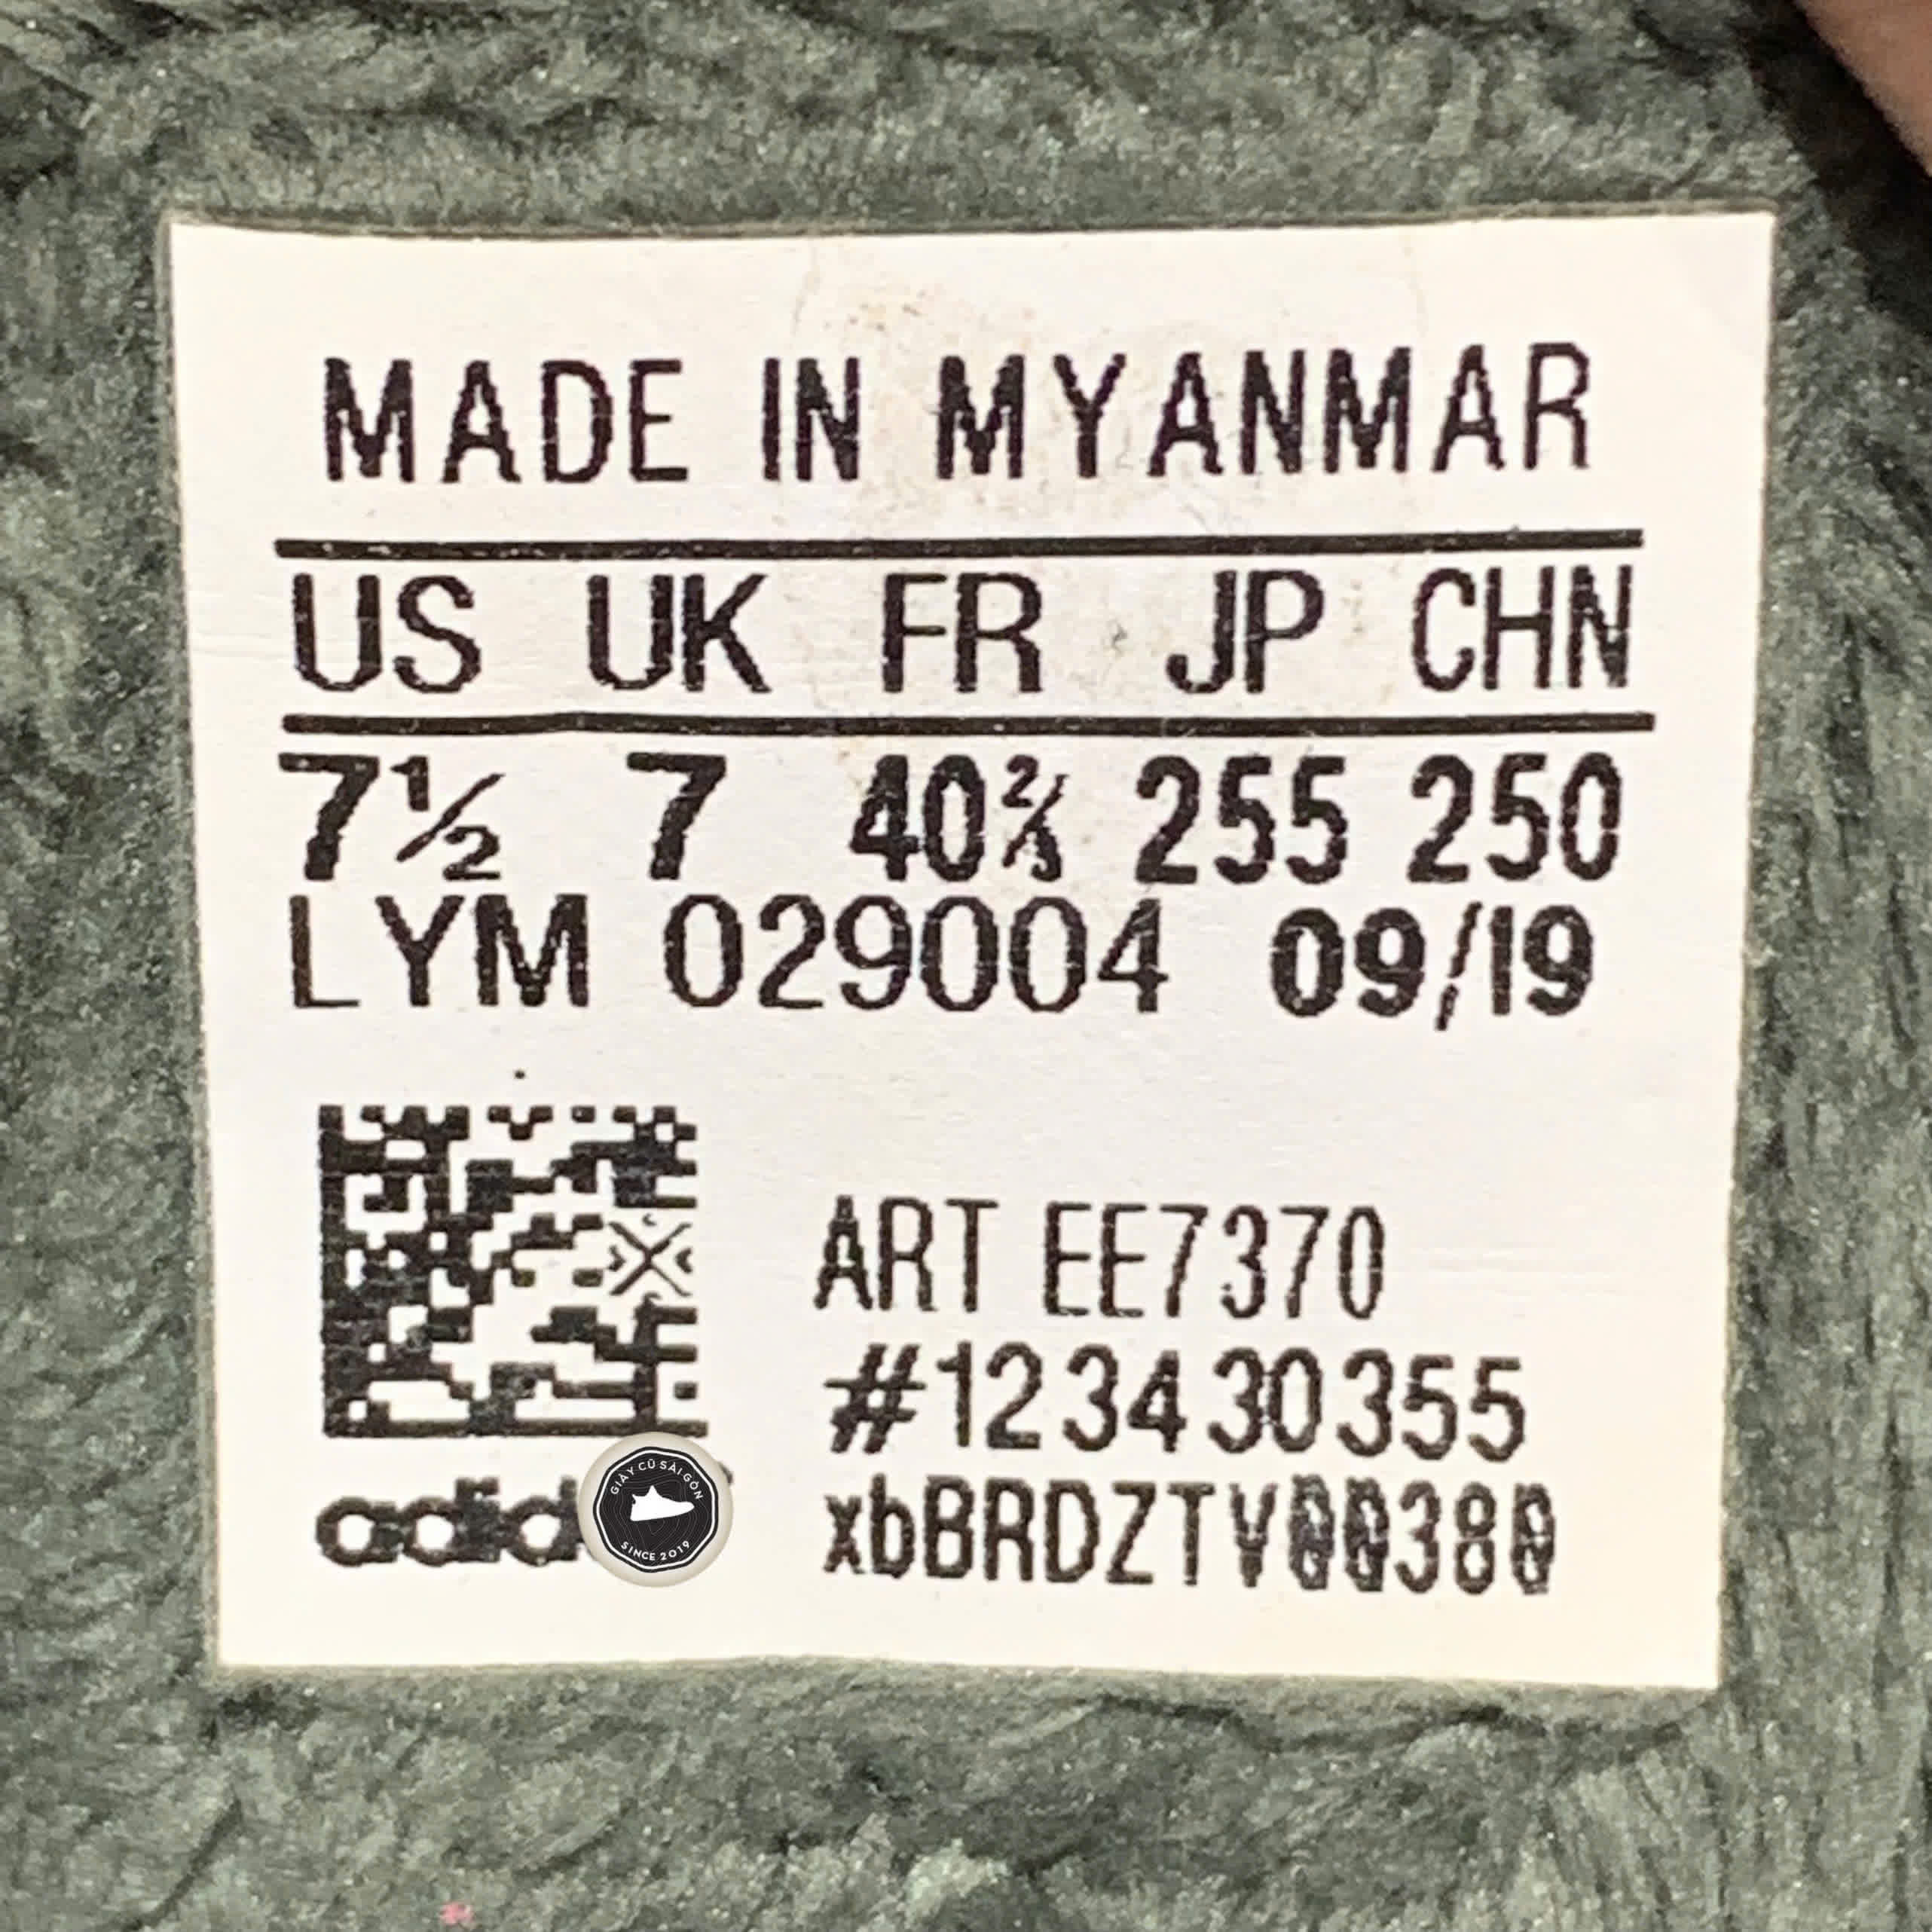 MADE IN MYANMAR
US UK FR JP CHN
7½ 7 40⅔ 255 250
LYM 029004 09/19
ART EE7370
#123430355
xbBRDZTV00380
adid
GIÀY CŨ SÀI GÒN
SINCE 2019